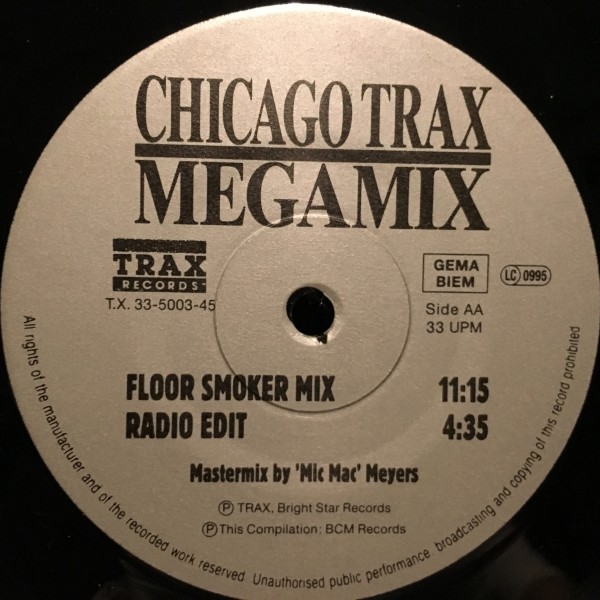 CHICAGO TRAX
MEGAMIX
TRAX
RECORDS
T.X. 33-5003-45
GEMA
BIEM
LC 0995
Side AA
33 UPM
FLOOR SMOKER MIX 11:15
RADIO EDIT 4:35
Mastermix by 'Mic Mac' Meyers
Ⓟ TRAX, Bright Star Records
Ⓟ This Compilation: BCM Records
All rights of the manufacturer and of the recorded work reserved. Unauthorised public performance broadcasting and copying of this record prohibited